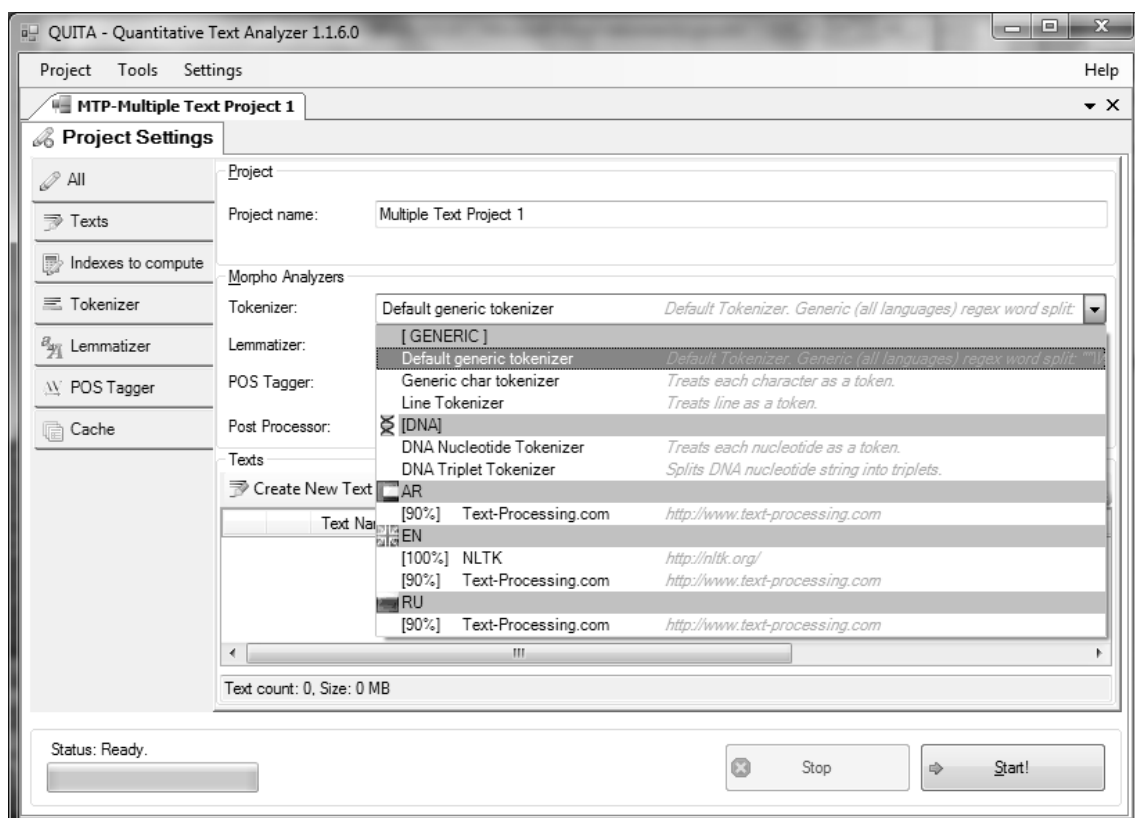 QUITA - Quantitative Text Analyzer 1.1.6.0
Project Tools Settings Help
MTP-Multiple Text Project 1
Project Settings
All
Texts
Indexes to compute
Tokenizer
Lemmatizer
POS Tagger
Cache
Project
Project name: Multiple Text Project 1
Morpho Analyzers
Tokenizer: Default generic tokenizer Default Tokenizer. Generic (all languages) regex word split:
Lemmatizer:
POS Tagger:
Post Processor:
[ GENERIC ]
Default generic tokenizer Default Tokenizer. Generic (all languages) regex word split:
Generic char tokenizer Treats each character as a token.
Line Tokenizer Treats line as a token.
[DNA]
DNA Nucleotide Tokenizer Treats each nucleotide as a token.
DNA Triplet Tokenizer Splits DNA nucleotide string into triplets.
AR
[90%] Text-Processing.com http://www.text-processing.com
EN
[100%] NLTK http://nltk.org/
[90%] Text-Processing.com http://www.text-processing.com
RU
[90%] Text-Processing.com http://www.text-processing.com
Texts
Create New Text
Text Na
Text count: 0, Size: 0 MB
Status: Ready.
Stop
Start!